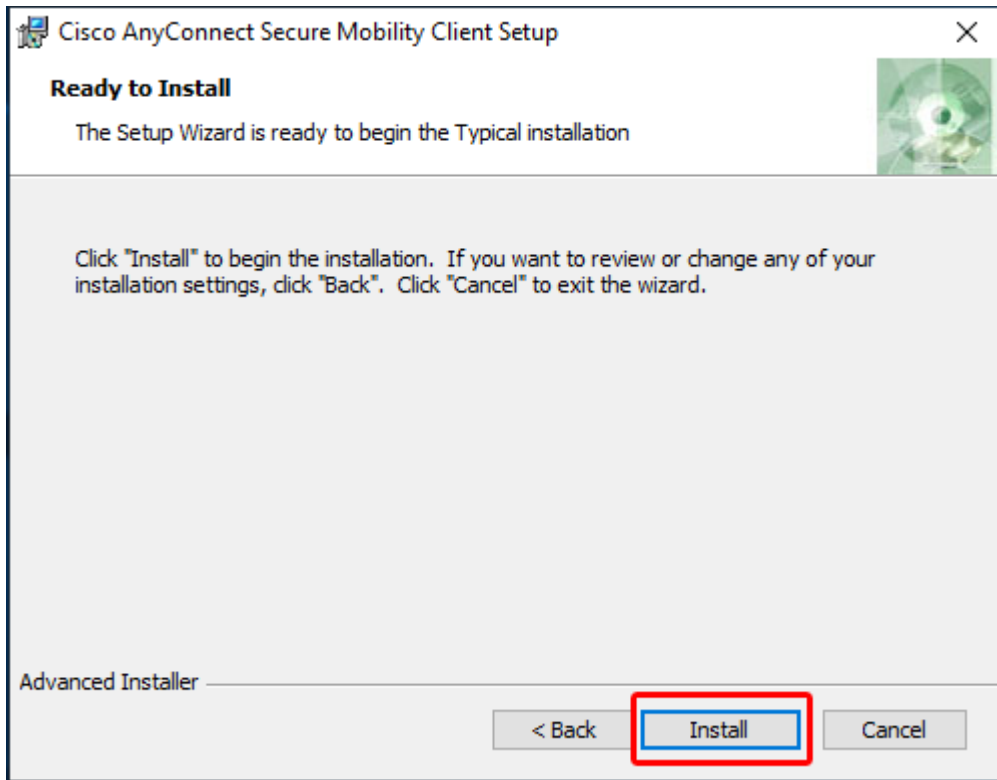 Cisco AnyConnect Secure Mobility Client Setup
Ready to Install
The Setup Wizard is ready to begin the Typical installation
Click "Install" to begin the installation.  If you want to review or change any of your
installation settings, click "Back".  Click "Cancel" to exit the wizard.
Advanced Installer
< Back Install Cancel